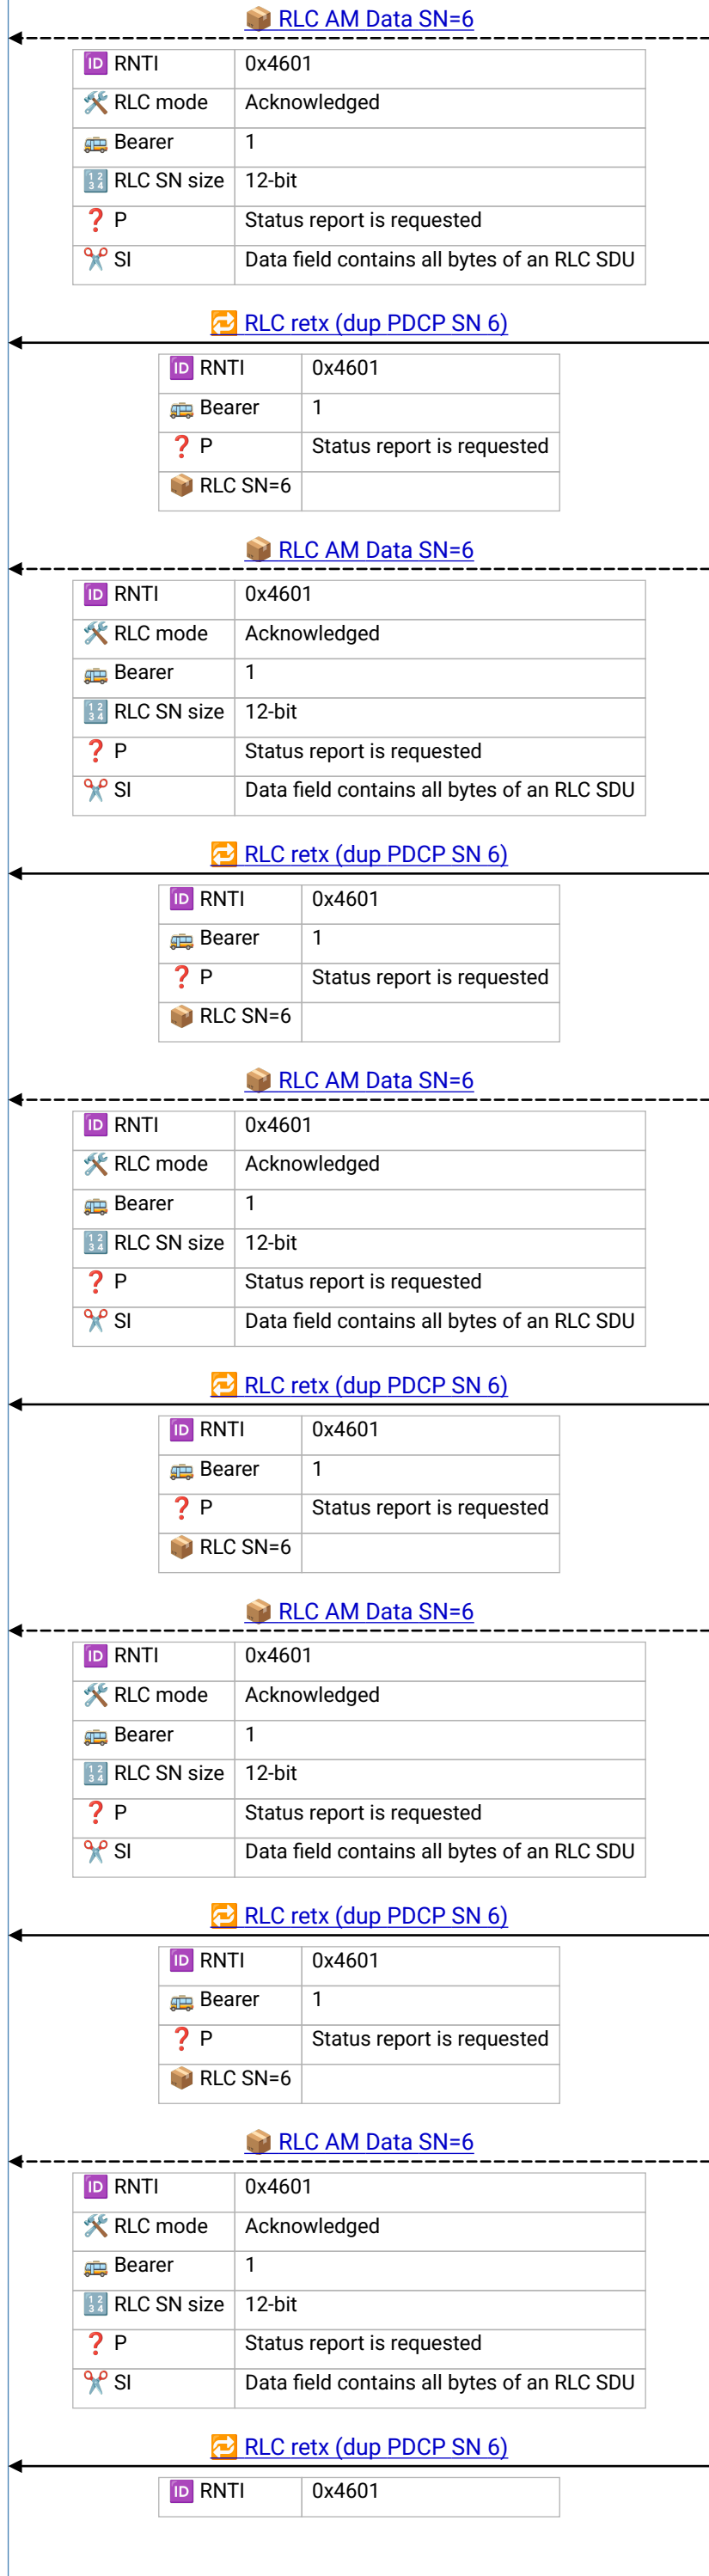 📦 RLC AM Data SN=6
🆔 RNTI 0x4601
🛠 RLC mode Acknowledged
🚌 Bearer 1
🔢 RLC SN size 12-bit
❓ P Status report is requested
✂ SI Data field contains all bytes of an RLC SDU
🔁 RLC retx (dup PDCP SN 6)
🆔 RNTI 0x4601
🚌 Bearer 1
❓ P Status report is requested
📦 RLC SN=6
📦 RLC AM Data SN=6
🆔 RNTI 0x4601
🛠 RLC mode Acknowledged
🚌 Bearer 1
🔢 RLC SN size 12-bit
❓ P Status report is requested
✂ SI Data field contains all bytes of an RLC SDU
🔁 RLC retx (dup PDCP SN 6)
🆔 RNTI 0x4601
🚌 Bearer 1
❓ P Status report is requested
📦 RLC SN=6
📦 RLC AM Data SN=6
🆔 RNTI 0x4601
🛠 RLC mode Acknowledged
🚌 Bearer 1
🔢 RLC SN size 12-bit
❓ P Status report is requested
✂ SI Data field contains all bytes of an RLC SDU
🔁 RLC retx (dup PDCP SN 6)
🆔 RNTI 0x4601
🚌 Bearer 1
❓ P Status report is requested
📦 RLC SN=6
📦 RLC AM Data SN=6
🆔 RNTI 0x4601
🛠 RLC mode Acknowledged
🚌 Bearer 1
🔢 RLC SN size 12-bit
❓ P Status report is requested
✂ SI Data field contains all bytes of an RLC SDU
🔁 RLC retx (dup PDCP SN 6)
🆔 RNTI 0x4601
🚌 Bearer 1
❓ P Status report is requested
📦 RLC SN=6
📦 RLC AM Data SN=6
🆔 RNTI 0x4601
🛠 RLC mode Acknowledged
🚌 Bearer 1
🔢 RLC SN size 12-bit
❓ P Status report is requested
✂ SI Data field contains all bytes of an RLC SDU
🔁 RLC retx (dup PDCP SN 6)
🆔 RNTI 0x4601